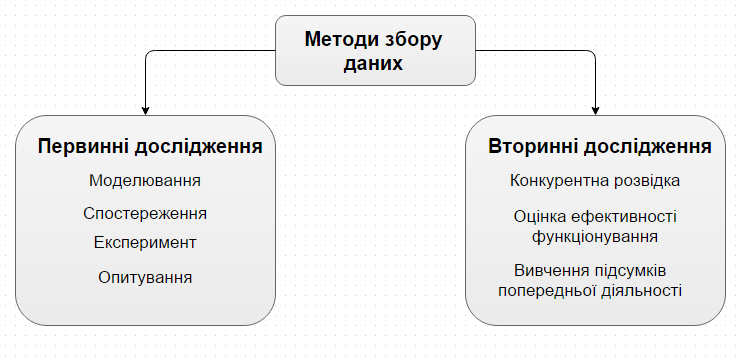 Методи збору
даних
Первинні дослідження
Моделювання
Спостереження
Експеримент
Опитування
Вторинні дослідження
Конкурентна розвідка
Оцінка ефективності
функціонування
Вивчення підсумків
попередньої діяльності